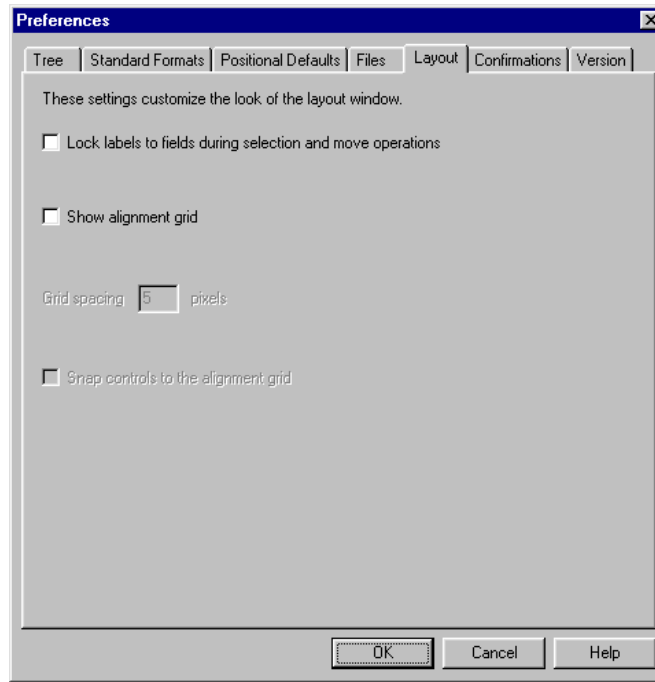 Preferences
Tree Standard Formats Positional Defaults Files Layout Confirmations Version
These settings customize the look of the layout window.
Lock labels to fields during selection and move operations
Show alignment grid
Grid spacing 5 pixels
Snap controls to the alignment grid
OK Cancel Help